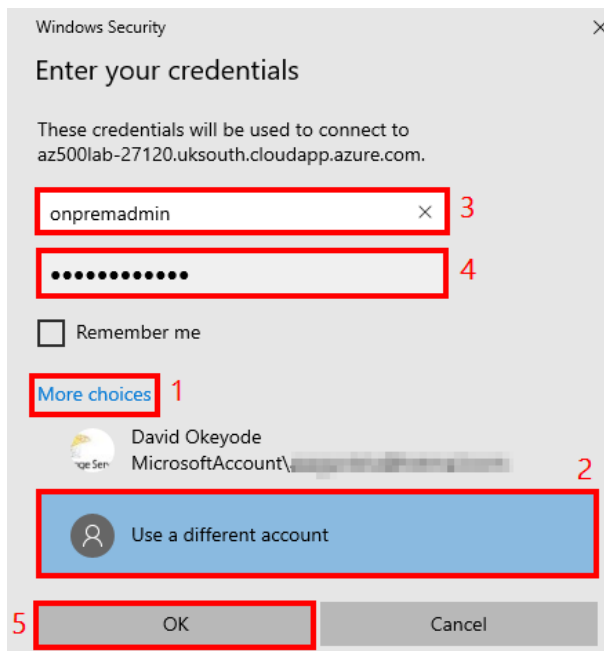 Windows Security
Enter your credentials
These credentials will be used to connect to
az500lab-27120.uksouth.cloudapp.azure.com.
onpremadmin 3
4
Remember me
More choices 1
David Okeyode
MicrosoftAccount\
2
Use a different account
5 OK Cancel